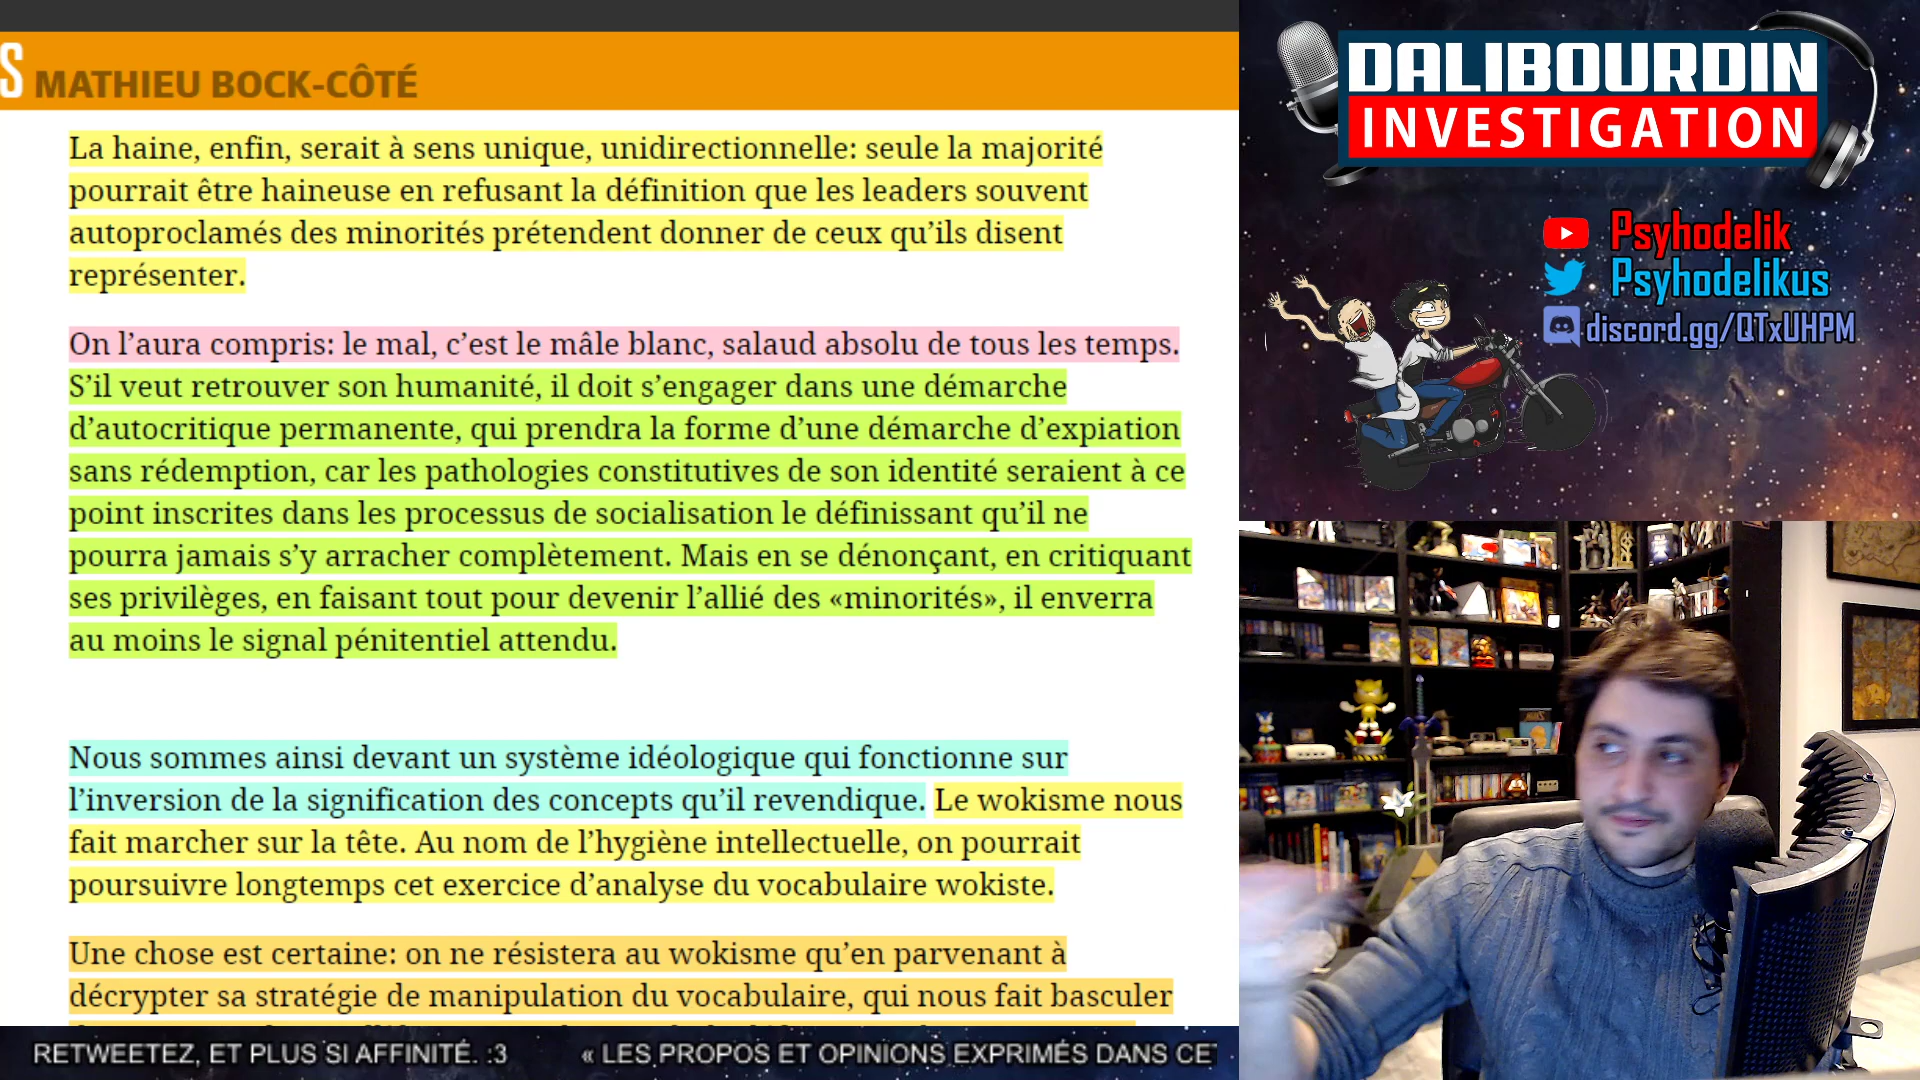 S MATHIEU BOCK-CÔTÉ
La haine, enfin, serait à sens unique, unidirectionnelle: seule la majorité
pourrait être haineuse en refusant la définition que les leaders souvent
autoproclamés des minorités prétendent donner de ceux qu’ils disent
représenter.
On l’aura compris: le mal, c’est le mâle blanc, salaud absolu de tous les temps.
S’il veut retrouver son humanité, il doit s’engager dans une démarche
d’autocritique permanente, qui prendra la forme d’une démarche d’expiation
sans rédemption, car les pathologies constitutives de son identité seraient à ce
point inscrites dans les processus de socialisation le définissant qu’il ne
pourra jamais s’y arracher complètement. Mais en se dénonçant, en critiquant
ses privilèges, en faisant tout pour devenir l’allié des «minorités», il enverra
au moins le signal pénitentiel attendu.
Nous sommes ainsi devant un système idéologique qui fonctionne sur
l’inversion de la signification des concepts qu’il revendique. Le wokisme nous
fait marcher sur la tête. Au nom de l’hygiène intellectuelle, on pourrait
poursuivre longtemps cet exercice d’analyse du vocabulaire wokiste.
Une chose est certaine: on ne résistera au wokisme qu’en parvenant à
décrypter sa stratégie de manipulation du vocabulaire, qui nous fait basculer
RETWEETEZ, ET PLUS SI AFFINITÉ. :3 « LES PROPOS ET OPINIONS EXPRIMÉS DANS CET
DALIBOURDIN
INVESTIGATION
Psyhodelik
Psyhodelikus
discord.gg/QTxUHPM